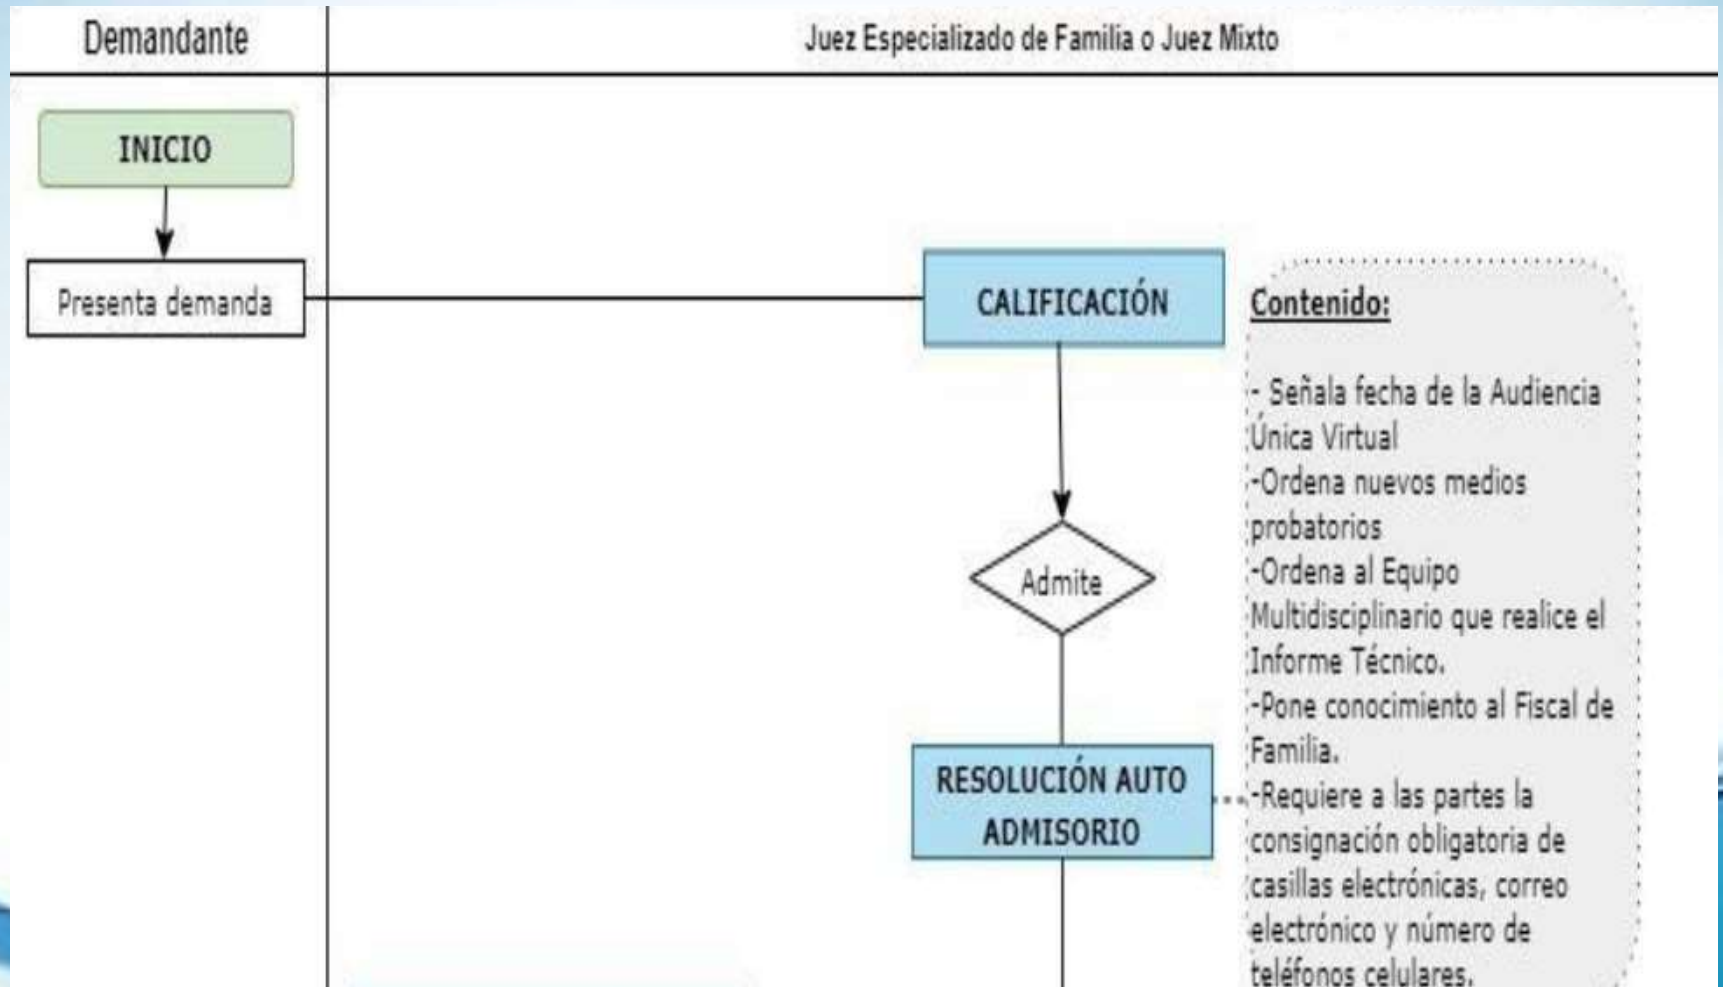 Demandante
Juez Especializado de Familia o Juez Mixto
INICIO
Presenta demanda
CALIFICACIÓN
Admite
RESOLUCIÓN AUTO
ADMISORIO
Contenido:
- Señala fecha de la Audiencia
Única Virtual
-Ordena nuevos medios
probatorios
-Ordena al Equipo
Multidisciplinario que realice el
Informe Técnico.
-Pone conocimiento al Fiscal de
Familia.
-Requiere a las partes la
consignación obligatoria de
casillas electrónicas, correo
electrónico y número de
teléfonos celulares.